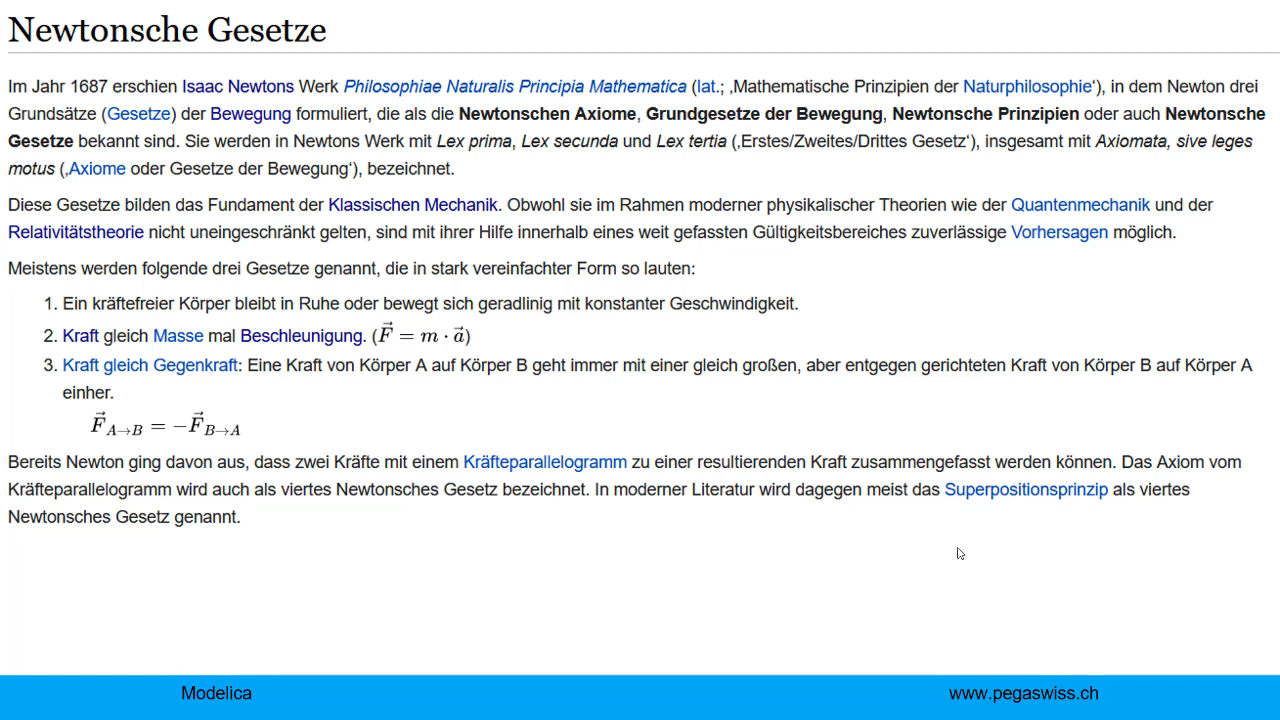 Newtonsche Gesetze
Im Jahr 1687 erschien Isaac Newtons Werk Philosophiae Naturalis Principia Mathematica (lat.; ‚Mathematische Prinzipien der Naturphilosophie‘), in dem Newton drei
Grundsätze (Gesetze) der Bewegung formuliert, die als die Newtonschen Axiome, Grundgesetze der Bewegung, Newtonsche Prinzipien oder auch Newtonsche
Gesetze bekannt sind. Sie werden in Newtons Werk mit Lex prima, Lex secunda und Lex tertia (‚Erstes/Zweites/Drittes Gesetz‘), insgesamt mit Axiomata, sive leges
motus (‚Axiome oder Gesetze der Bewegung‘), bezeichnet.
Diese Gesetze bilden das Fundament der Klassischen Mechanik. Obwohl sie im Rahmen moderner physikalischer Theorien wie der Quantenmechanik und der
Relativitätstheorie nicht uneingeschränkt gelten, sind mit ihrer Hilfe innerhalb eines weit gefassten Gültigkeitsbereiches zuverlässige Vorhersagen möglich.
Meistens werden folgende drei Gesetze genannt, die in stark vereinfachter Form so lauten:
1. Ein kräftefreier Körper bleibt in Ruhe oder bewegt sich geradlinig mit konstanter Geschwindigkeit.
2. Kraft gleich Masse mal Beschleunigung. (F⃗ = m · a⃗)
3. Kraft gleich Gegenkraft: Eine Kraft von Körper A auf Körper B geht immer mit einer gleich großen, aber entgegen gerichteten Kraft von Körper B auf Körper A
einher.
F⃗ A→B = −F⃗ B→A
Bereits Newton ging davon aus, dass zwei Kräfte mit einem Kräfteparallelogramm zu einer resultierenden Kraft zusammengefasst werden können. Das Axiom vom
Kräfteparallelogramm wird auch als viertes Newtonsches Gesetz bezeichnet. In moderner Literatur wird dagegen meist das Superpositionsprinzip als viertes
Newtonsches Gesetz genannt.
Modelica
www.pegaswiss.ch